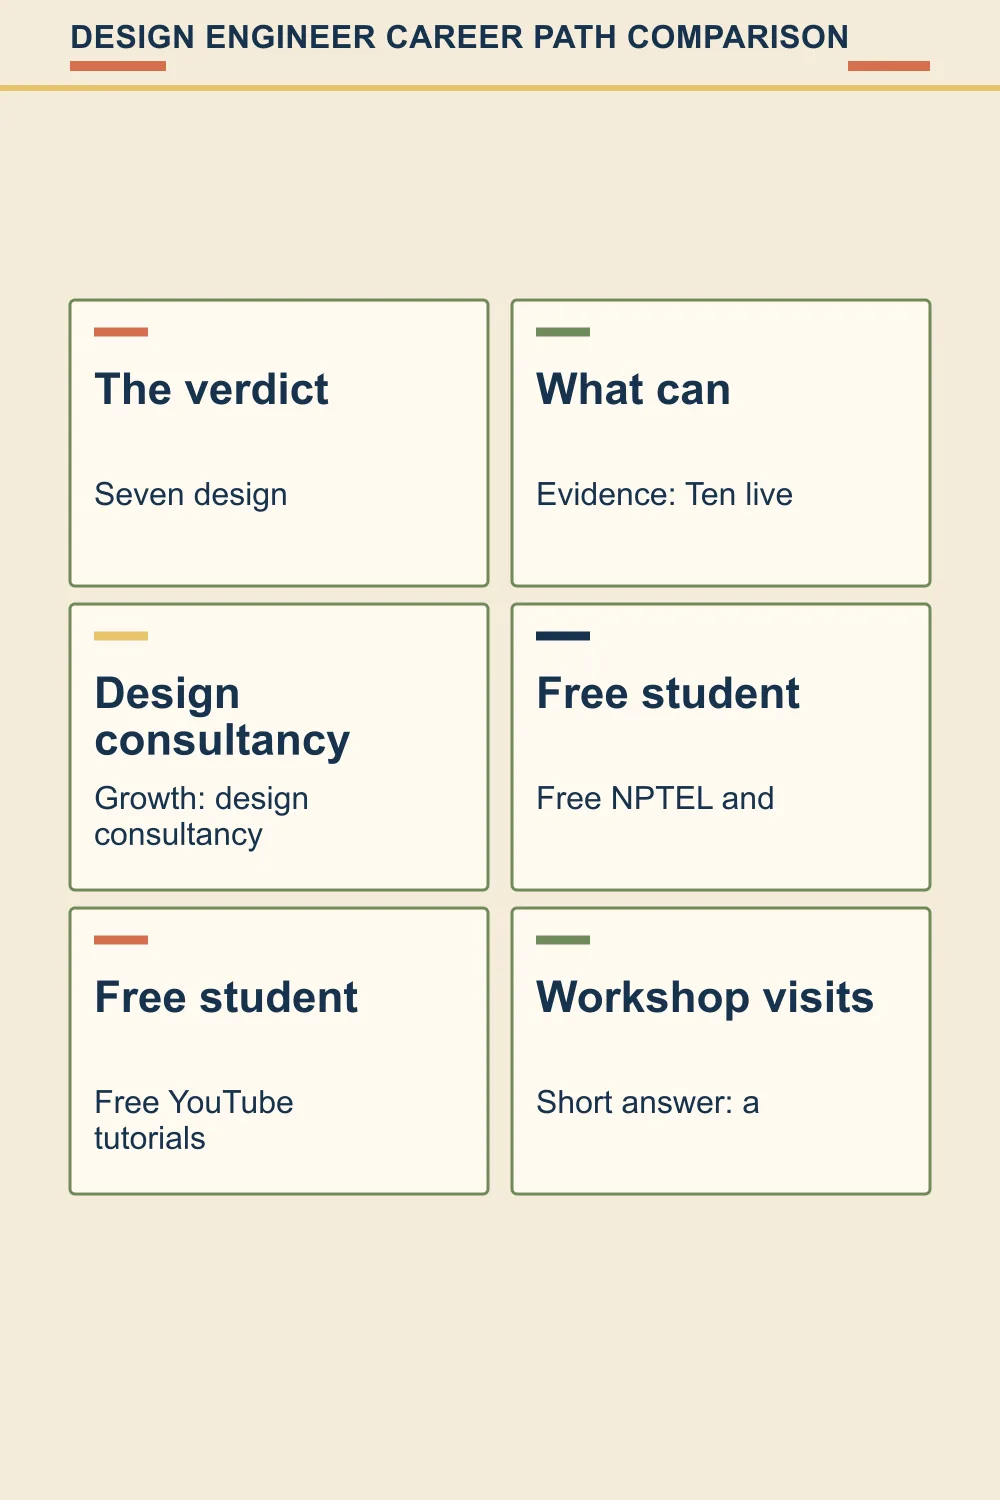 DESIGN ENGINEER CAREER PATH COMPARISON
The verdict
Seven design
What can
Evidence: Ten live
Design
consultancy
Growth: design
consultancy
Free student
Free NPTEL and
Free student
Free YouTube
tutorials
Workshop visits
Short answer: a